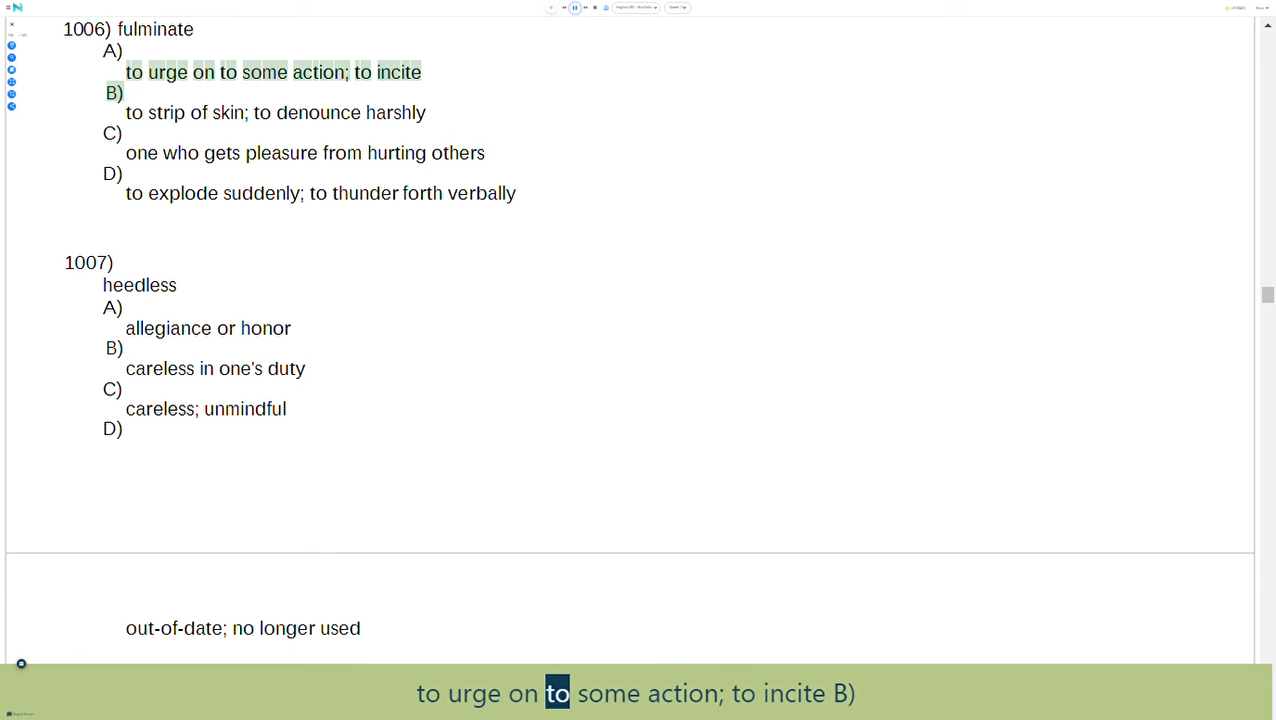 1006) fulminate
A)
to urge on to some action; to incite
B)
to strip of skin; to denounce harshly
C)
one who gets pleasure from hurting others
D)
to explode suddenly; to thunder forth verbally
1007)
heedless
A)
allegiance or honor
B)
careless in one's duty
C)
careless; unmindful
D)
out-of-date; no longer used
to urge on to some action; to incite B)